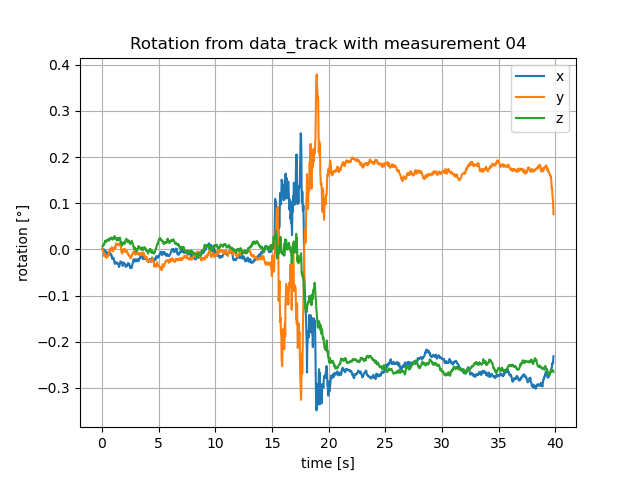 Rotation from data_track with measurement 04
x
y
z
rotation [°]
0.4
0.3
0.2
0.1
0.0
−0.1
−0.2
−0.3
0 5 10 15 20 25 30 35 40
time [s]